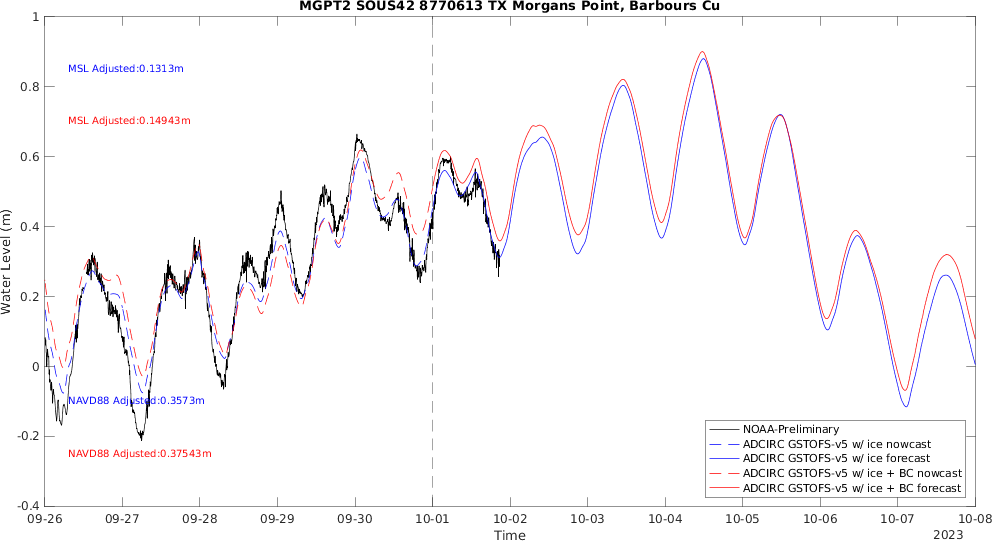 MGPT2 SOUS42 8770613 TX Morgans Point, Barbours Cu
Water Level (m)
1
0.8
0.6
0.4
0.2
0
-0.2
-0.4
MSL Adjusted:0.1313m
MSL Adjusted:0.14943m
NAVD88 Adjusted:0.3573m
NAVD88 Adjusted:0.37543m
NOAA-Preliminary
ADCIRC GSTOFS-v5 w/ ice nowcast
ADCIRC GSTOFS-v5 w/ ice forecast
ADCIRC GSTOFS-v5 w/ ice + BC nowcast
ADCIRC GSTOFS-v5 w/ ice + BC forecast
09-26 09-27 09-28 09-29 09-30 10-01 10-02 10-03 10-04 10-05 10-06 10-07 10-08
Time
2023